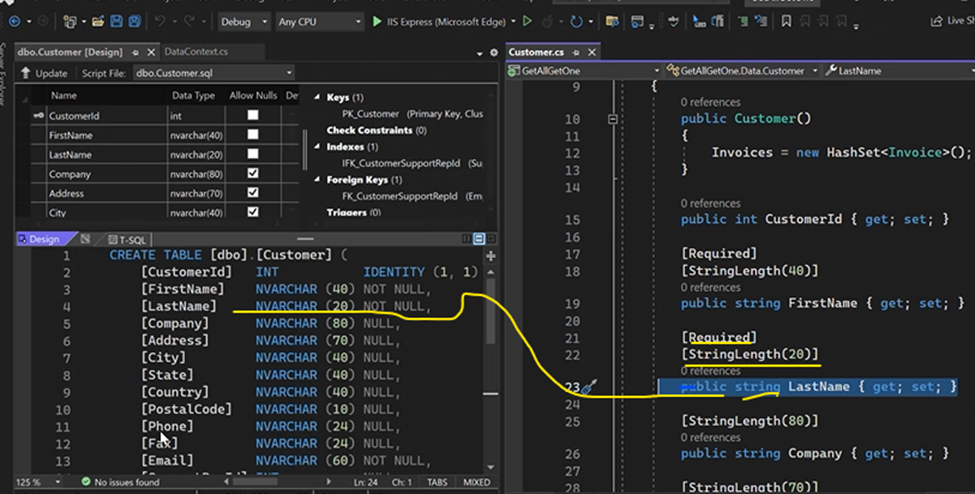 Debug
Any CPU
IIS Express (Microsoft Edge)
Live Sh
Server Explorer
dbo.Customer [Design]
DataContext.cs
Update
Script File:
dbo.Customer.sql
Name
Data Type
Allow Nulls
CustomerId
int
FirstName
nvarchar(40)
LastName
nvarchar(20)
Company
nvarchar(80)
Address
nvarchar(70)
City
nvarchar(40)
Keys (1)
PK_Customer (Primary Key, Clus
Check Constraints (0)
Indexes (1)
IFK_CustomerSupportRepId (Su
Foreign Keys (1)
FK_CustomerSupportRepId (Em
Triggers (0)
Design
T-SQL
1 CREATE TABLE [dbo].[Customer] (
2 [CustomerId] INT IDENTITY (1, 1)
3 [FirstName] NVARCHAR (40) NOT NULL,
4 [LastName] NVARCHAR (20) NOT NULL,
5 [Company] NVARCHAR (80) NULL,
6 [Address] NVARCHAR (70) NULL,
7 [City] NVARCHAR (40) NULL,
8 [State] NVARCHAR (40) NULL,
9 [Country] NVARCHAR (40) NULL,
10 [PostalCode] NVARCHAR (10) NULL,
11 [Phone] NVARCHAR (24) NULL,
12 [Fax] NVARCHAR (24) NULL,
13 [Email] NVARCHAR (60) NOT NULL,
125 %
No issues found
Ln: 24 Ch: 1 TABS MIXED
Customer.cs
GetAllGetOne
GetAllGetOne.Data.Customer
LastName
9 {
0 references
10 public Customer()
11 {
12 Invoices = new HashSet<Invoice>();
13 }
14
0 references
15 public int CustomerId { get; set; }
16
17 [Required]
18 [StringLength(40)]
0 references
19 public string FirstName { get; set; }
20
21 [Required]
22 [StringLength(20)]
0 references
23 public string LastName { get; set; }
24
25 [StringLength(80)]
0 references
26 public string Company { get; set; }
27
28 [StringLength(70)]